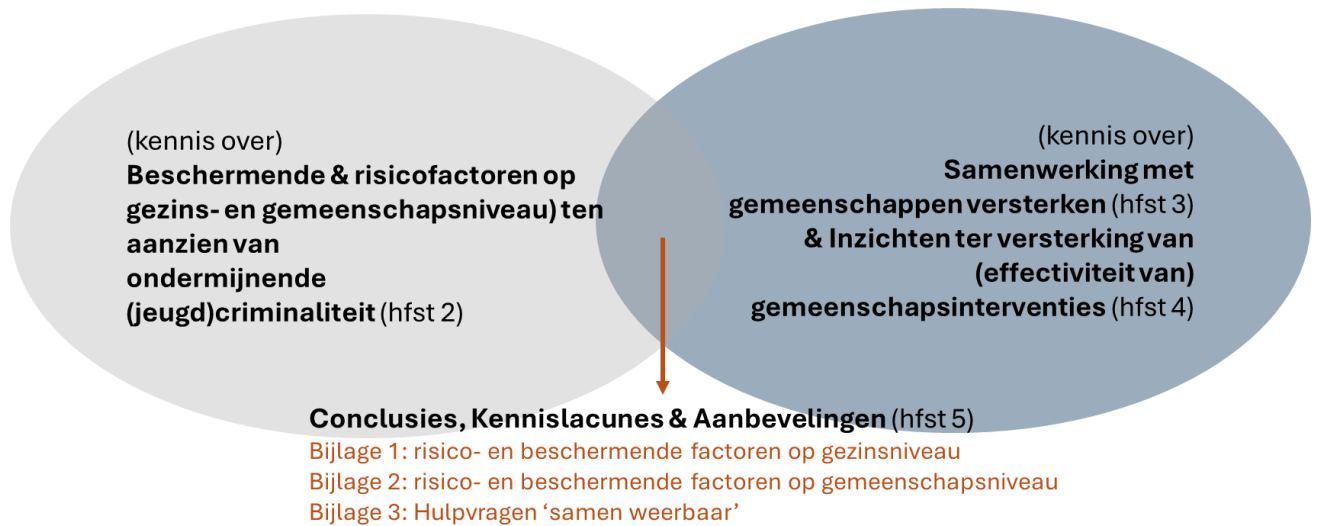 (kennis over)
Beschermende & risicofactoren op
gezins- en gemeenschapsniveau) ten
aanzien van
ondermijnende
(jeugd)criminaliteit (hfst 2)
(kennis over)
Samenwerking met
gemeenschappen versterken (hfst 3)
& Inzichten ter versterking van
(effectiviteit van)
gemeenschapsinterventies (hfst 4)
Conclusies, Kennislacunes & Aanbevelingen (hfst 5)
Bijlage 1: risico- en beschermende factoren op gezinsniveau
Bijlage 2: risico- en beschermende factoren op gemeenschapsniveau
Bijlage 3: Hulpvragen ‘samen weerbaar’